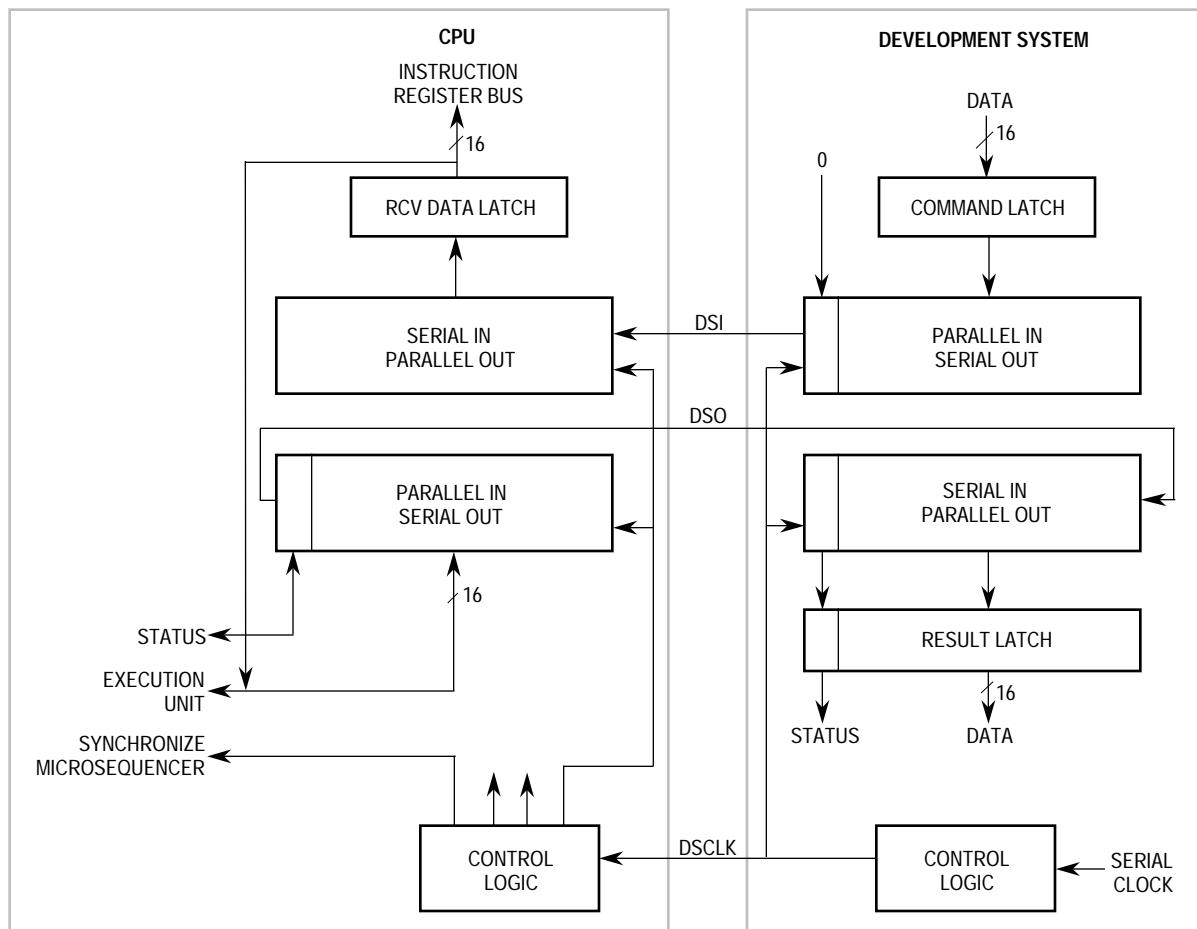 CPU
INSTRUCTION
REGISTER BUS
16
RCV DATA LATCH
SERIAL IN
PARALLEL OUT
PARALLEL IN
SERIAL OUT
16
STATUS
EXECUTION
UNIT
SYNCHRONIZE
MICROSEQUENCER
CONTROL
LOGIC
DSI
DSO
DSCLK
DEVELOPMENT SYSTEM
DATA
16
0
COMMAND LATCH
PARALLEL IN
SERIAL OUT
SERIAL IN
PARALLEL OUT
RESULT LATCH
16
STATUS
DATA
CONTROL
LOGIC
SERIAL
CLOCK